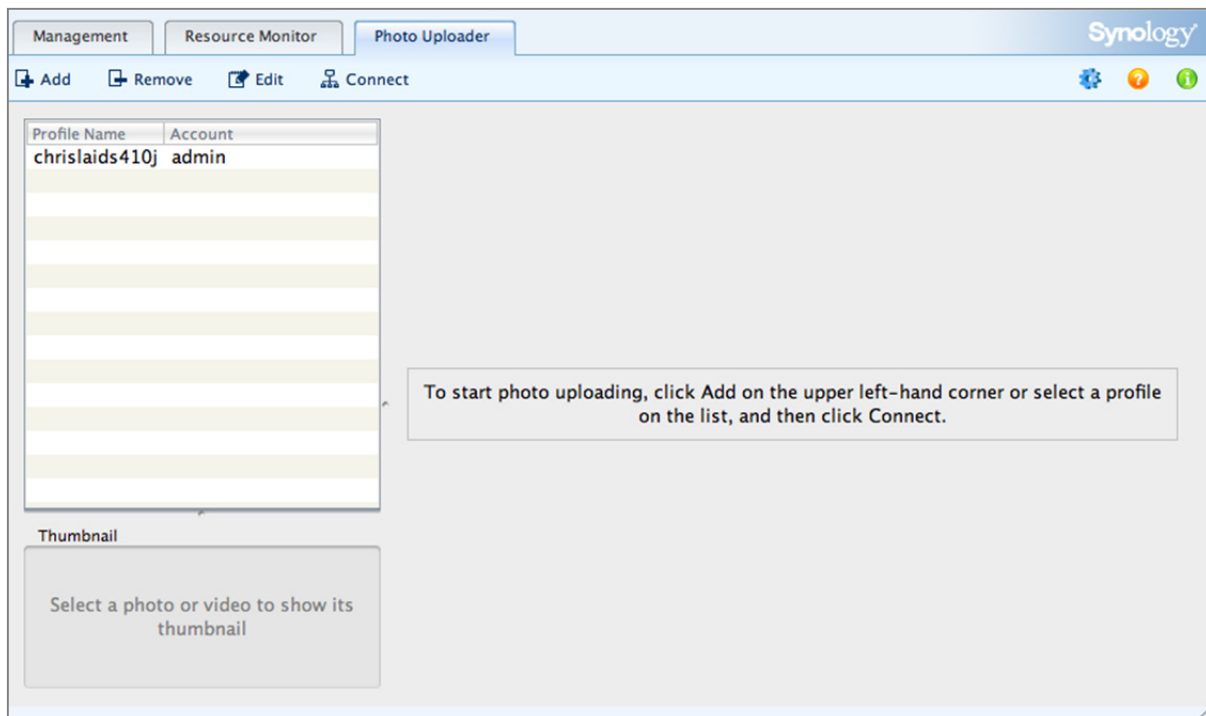 Management Resource Monitor Photo Uploader Synology
Add Remove Edit Connect
Profile Name Account
chrislaids410j admin
To start photo uploading, click Add on the upper left-hand corner or select a profile
on the list, and then click Connect.
Thumbnail
Select a photo or video to show its
thumbnail